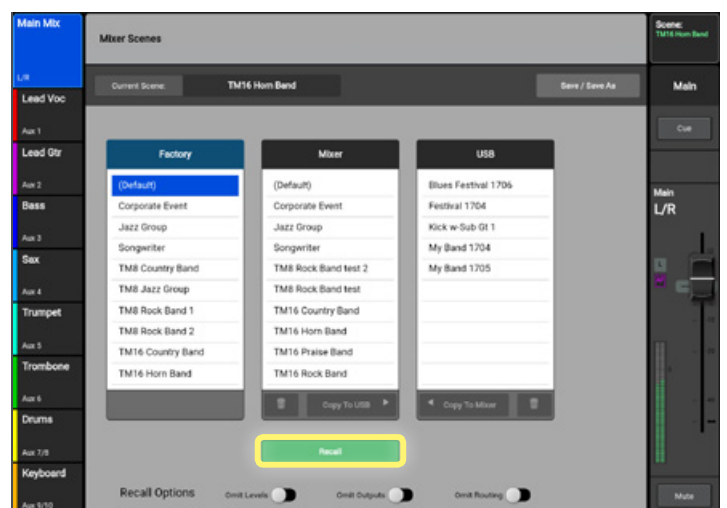 Main Mix
L/R
Lead Voc
Aux 1
Lead Gtr
Aux 2
Bass
Aux 3
Sax
Aux 4
Trumpet
Aux 5
Trombone
Aux 6
Drums
Aux 7/8
Keyboard
Aux 9/10
Mixer Scenes
Current Scene:
TM16 Horn Band
Save / Save As
Factory
(Default)
Corporate Event
Jazz Group
Songwriter
TM8 Country Band
TM8 Jazz Group
TM8 Rock Band 1
TM8 Rock Band 2
TM16 Country Band
TM16 Horn Band
Mixer
(Default)
Corporate Event
Jazz Group
Songwriter
TM8 Rock Band test 2
TM8 Rock Band test
TM16 Country Band
TM16 Horn Band
TM16 Praise Band
TM16 Rock Band
Copy To USB
USB
Blues Festival 1706
Festival 1704
Kick w-Sub Gt 1
My Band 1704
My Band 1705
Copy To Mixer
Recall
Recall Options
Omit Levels
Omit Outputs
Omit Routing
Scene:
TM16 Horn Band
Main
Cue
Main
L/R
L
Mute